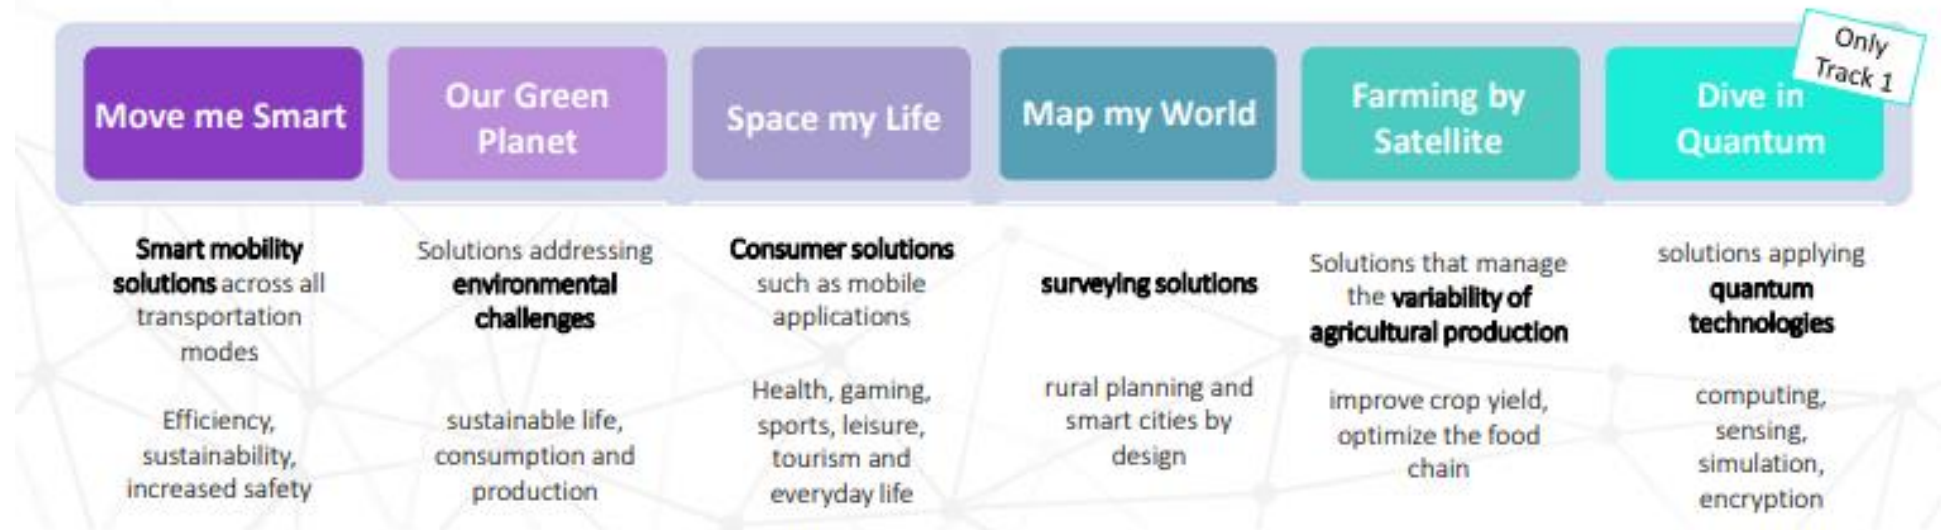 Move me Smart
Our Green
Planet
Space my Life
Map my World
Farming by
Satellite
Dive in
Quantum
Only
Track 1
Smart mobility
solutions across all
transportation
modes
Efficiency,
sustainability,
increased safety
Solutions addressing
environmental
challenges
sustainable life,
consumption and
production
Consumer solutions
such as mobile
applications
Health, gaming,
sports, leisure,
tourism and
everyday life
surveying solutions
rural planning and
smart cities by
design
Solutions that manage
the variability of
agricultural production
improve crop yield,
optimize the food
chain
solutions applying
quantum
technologies
computing,
sensing,
simulation,
encryption